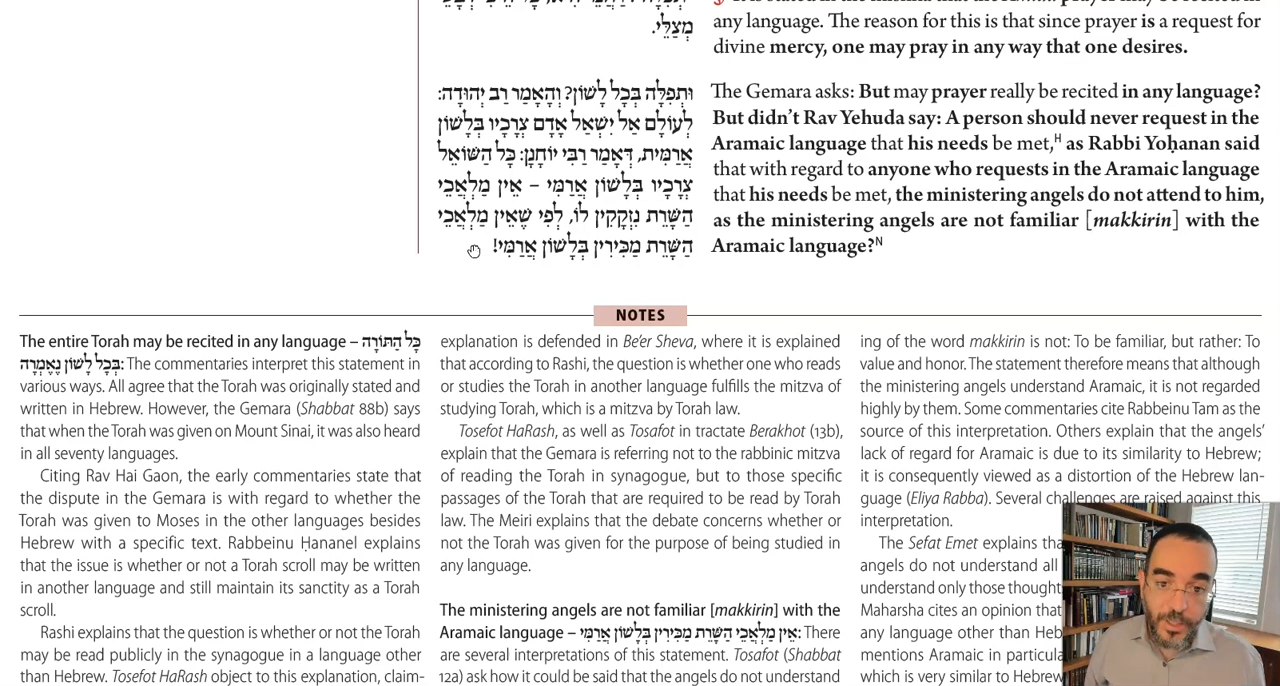 מְצַלֵּי.
any language. The reason for this is that since prayer is a request for
divine mercy, one may pray in any way that one desires.
וּתְפִלָּה בְּכָל לָשׁוֹן? וְהָאָמַר רַב יְהוּדָה:
לְעוֹלָם אַל יִשְׁאַל אָדָם צְרָכָיו בְּלָשׁוֹן
אֲרַמִּית, דְּאָמַר רַבִּי יוֹחָנָן: כָּל הַשּׁוֹאֵל
צְרָכָיו בְּלָשׁוֹן אֲרַמִּי – אֵין מַלְאֲכֵי
הַשָּׁרֵת נִזְקָקִין לוֹ, לְפִי שֶׁאֵין מַלְאֲכֵי
הַשָּׁרֵת מַכִּירִין בְּלָשׁוֹן אֲרַמִּי!
The Gemara asks: But may prayer really be recited in any language?
But didn't Rav Yehuda say: A person should never request in the
Aramaic language that his needs be met,ᴴ as Rabbi Yoḥanan said
that with regard to anyone who requests in the Aramaic language
that his needs be met, the ministering angels do not attend to him,
as the ministering angels are not familiar [makkirin] with the
Aramaic language?ᴺ
NOTES
The entire Torah may be recited in any language – כָּל הַתּוֹרָה
בְּכָל לָשׁוֹן נֶאֶמְרָה: The commentaries interpret this statement in
various ways. All agree that the Torah was originally stated and
written in Hebrew. However, the Gemara (Shabbat 88b) says
that when the Torah was given on Mount Sinai, it was also heard
in all seventy languages.
Citing Rav Hai Gaon, the early commentaries state that
the dispute in the Gemara is with regard to whether the
Torah was given to Moses in the other languages besides
Hebrew with a specific text. Rabbeinu Ḥananel explains
that the issue is whether or not a Torah scroll may be written
in another language and still maintain its sanctity as a Torah
scroll.
Rashi explains that the question is whether or not the Torah
may be read publicly in the synagogue in a language other
than Hebrew. Tosefot HaRash object to this explanation, claim-
explanation is defended in Be'er Sheva, where it is explained
that according to Rashi, the question is whether one who reads
or studies the Torah in another language fulfills the mitzva of
studying Torah, which is a mitzva by Torah law.
Tosefot HaRash, as well as Tosafot in tractate Berakhot (13b),
explain that the Gemara is referring not to the rabbinic mitzva
of reading the Torah in synagogue, but to those specific
passages of the Torah that are required to be read by Torah
law. The Meiri explains that the debate concerns whether or
not the Torah was given for the purpose of being studied in
any language.
The ministering angels are not familiar [makkirin] with the
Aramaic language – אֵין מַלְאֲכֵי הַשָּׁרֵת מַכִּירִין בְּלָשׁוֹן אֲרַמִּי: There
are several interpretations of this statement. Tosafot (Shabbat
12a) ask how it could be said that the angels do not understand
ing of the word makkirin is not: To be familiar, but rather: To
value and honor. The statement therefore means that although
the ministering angels understand Aramaic, it is not regarded
highly by them. Some commentaries cite Rabbeinu Tam as the
source of this interpretation. Others explain that the angels'
lack of regard for Aramaic is due to its similarity to Hebrew;
it is consequently viewed as a distortion of the Hebrew lan-
guage (Eliya Rabba). Several challenges are raised against this
interpretation.
The Sefat Emet explains
angels do not understand all
understand only those
Maharsha cites an opinion that
any language other than
mentions Aramaic in
which is very similar to Hebrew